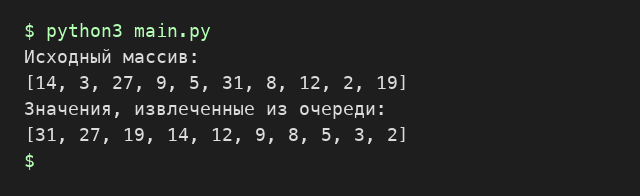 $ python3 main.py
Исходный массив:
[14, 3, 27, 9, 5, 31, 8, 12, 2, 19]
Значения, извлеченные из очереди:
[31, 27, 19, 14, 12, 9, 8, 5, 3, 2]
$